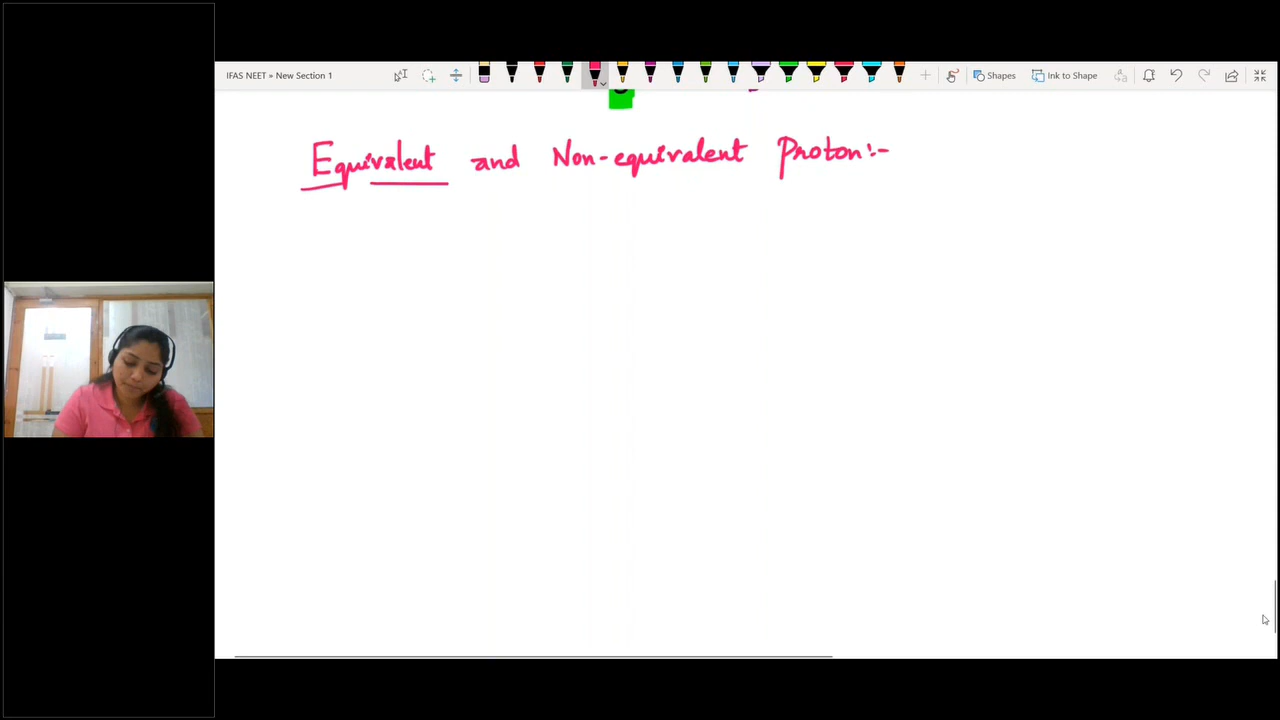 IFAS NEET » New Section 1
Shapes
Ink to Shape
Equivalent and Non-equivalent Proton:-